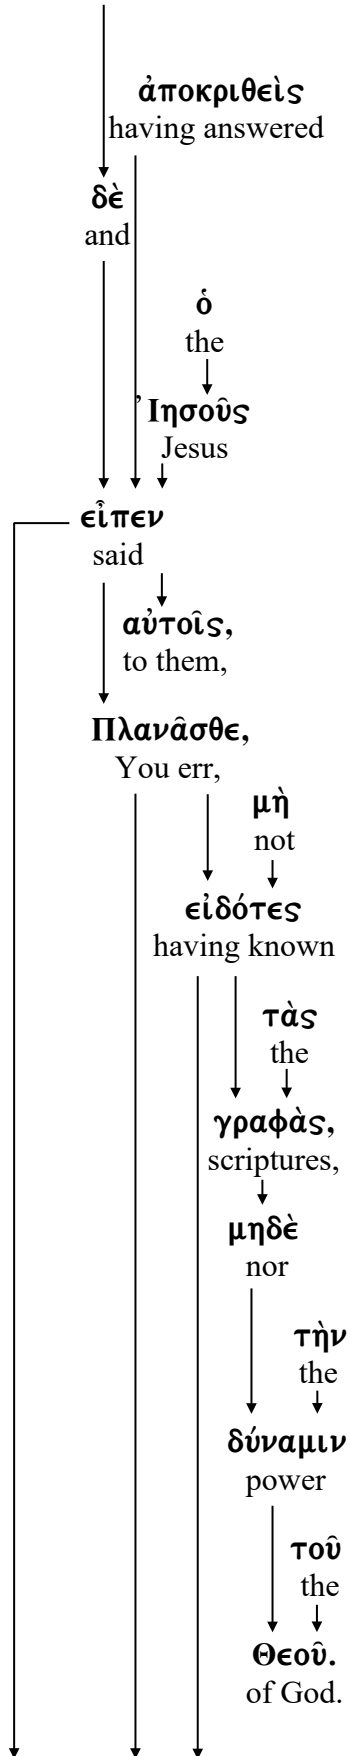 ἀποκριθεὶς
having answered
δὲ
and
ὁ
the
Ἰησοῦς
Jesus
εἶπεν
said
αὐτοῖς,
to them,
Πλανᾶσθε,
You err,
μὴ
not
εἰδότες
having known
τὰς
the
γραφὰς,
scriptures,
μηδὲ
nor
τὴν
the
δύναμιν
power
τοῦ
the
Θεοῦ.
of God.